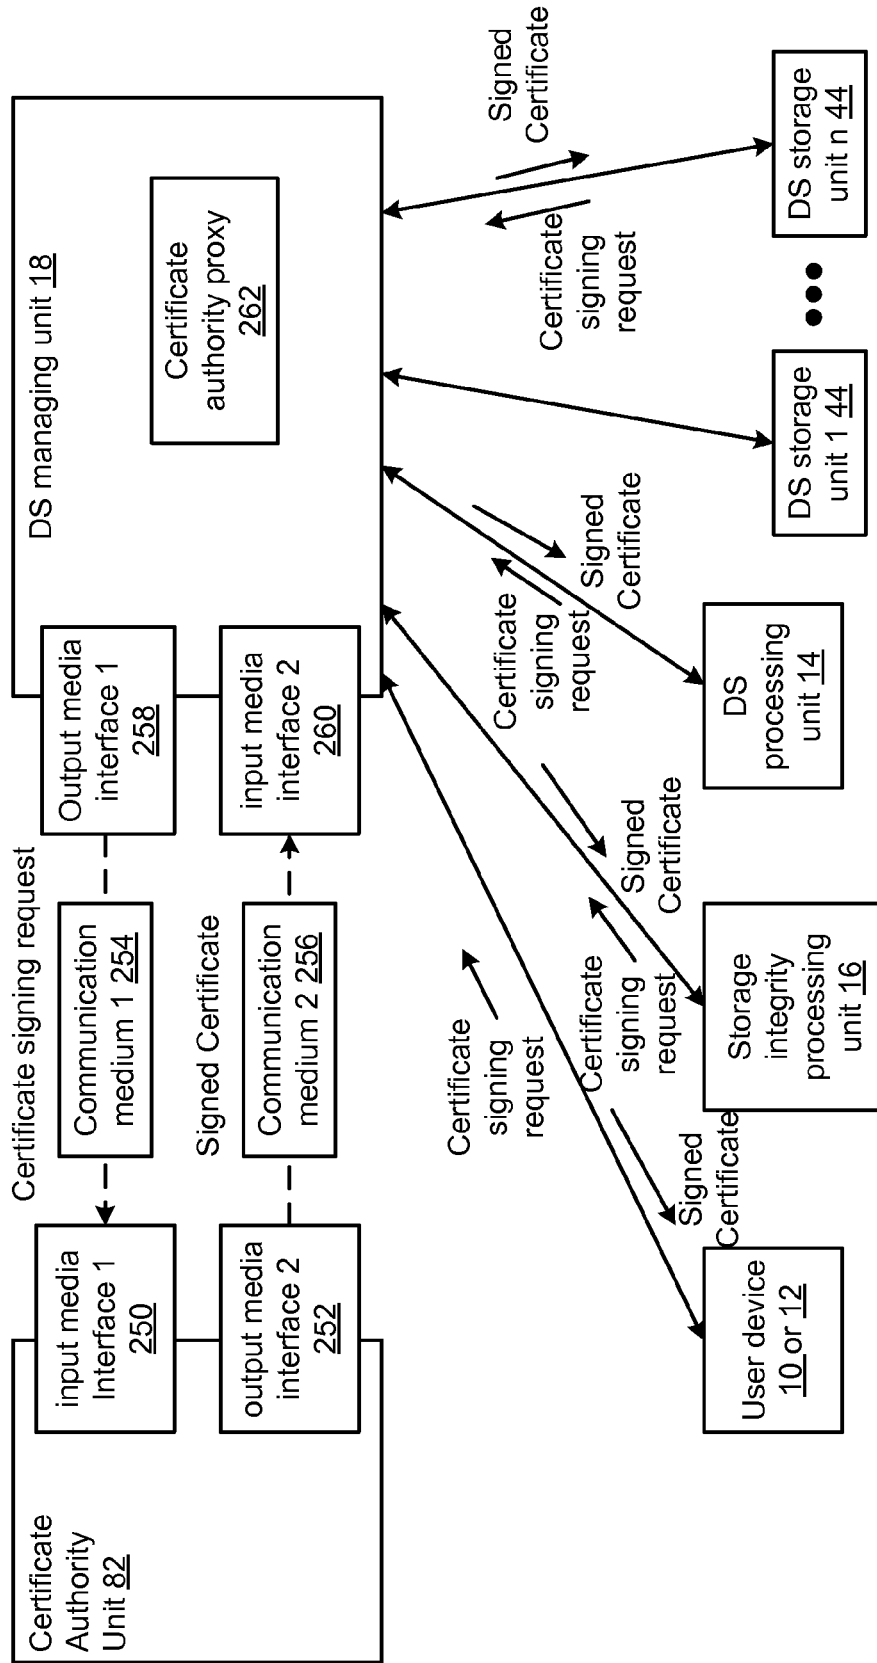 Certificate
Authority
Unit 82
input media
Interface 1
250
output media
interface 2
252
Certificate signing request
Communication
medium 1 254
Signed Certificate
Communication
medium 2 256
Output media
interface 1
258
input media
interface 2
260
DS managing unit 18
Certificate
authority proxy
262
Certificate
signing
request
Signed
Certificate
Certificate
signing
request
Signed
Certificate
Certificate
signing
request
Signed
Certificate
Certificate
signing
request
Signed
Certificate
User device
10 or 12
Storage
integrity
processing
unit 16
DS
processing
unit 14
DS storage
unit 1 44
DS storage
unit n 44